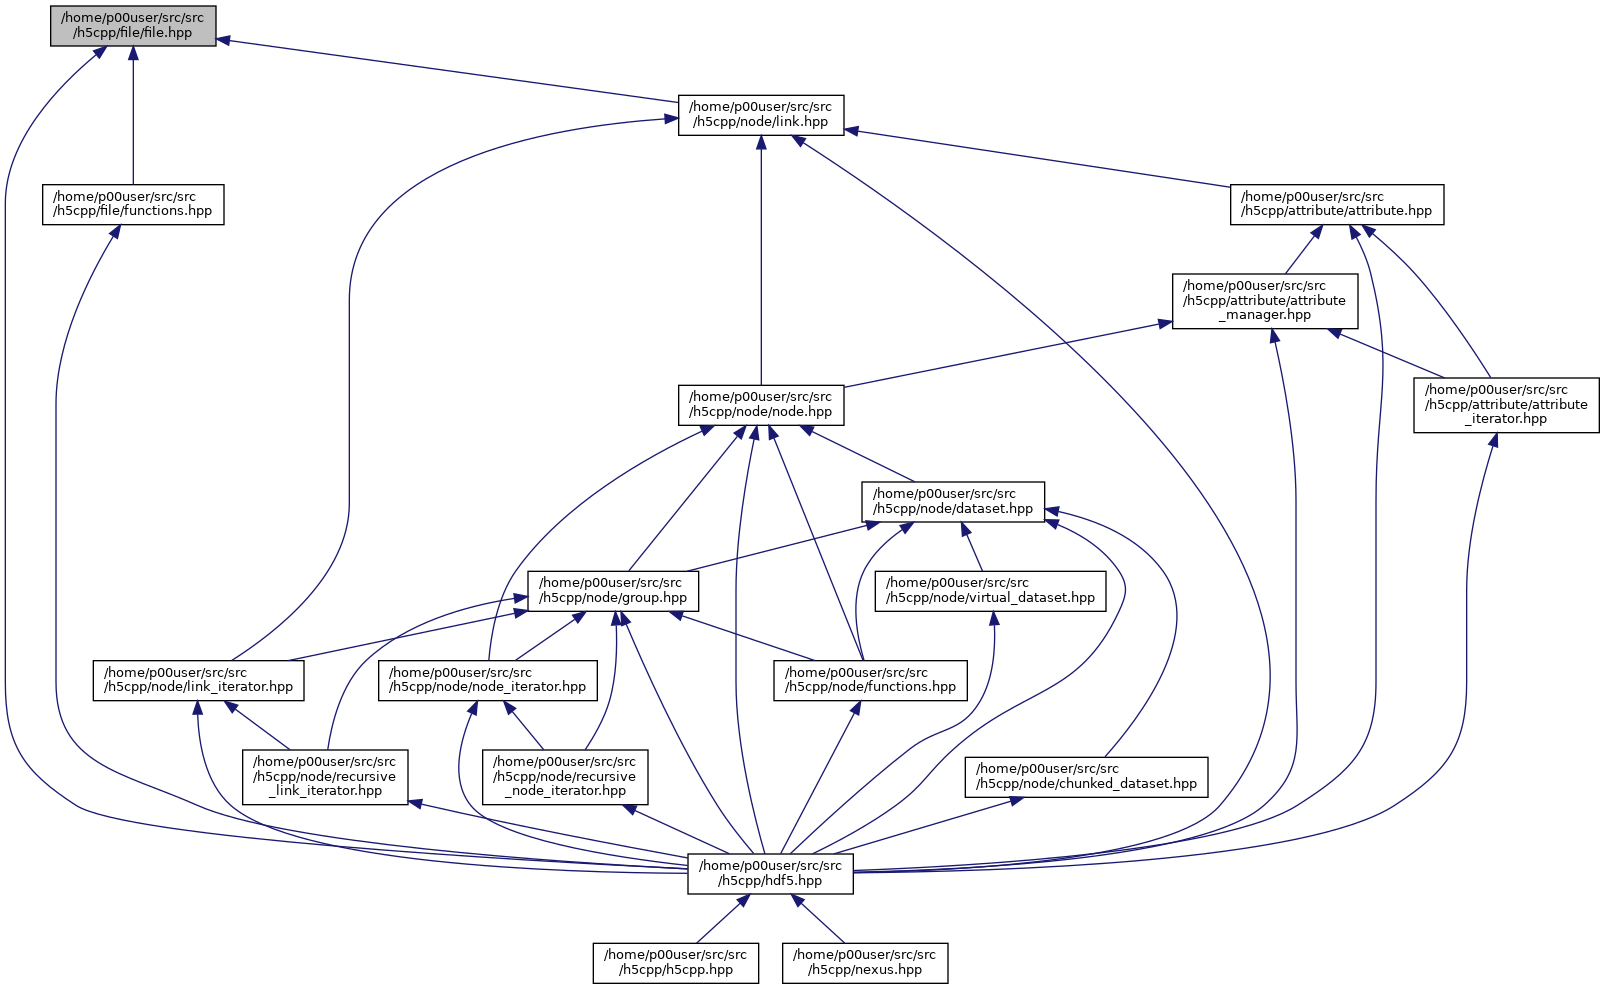 /home/p00user/src/src
/h5cpp/file/file.hpp
/home/p00user/src/src
/h5cpp/node/link.hpp
/home/p00user/src/src
/h5cpp/file/functions.hpp
/home/p00user/src/src
/h5cpp/attribute/attribute.hpp
/home/p00user/src/src
/h5cpp/attribute/attribute
_manager.hpp
/home/p00user/src/src
/h5cpp/node/node.hpp
/home/p00user/src/src
/h5cpp/attribute/attribute
_iterator.hpp
/home/p00user/src/src
/h5cpp/node/dataset.hpp
/home/p00user/src/src
/h5cpp/node/group.hpp
/home/p00user/src/src
/h5cpp/node/virtual_dataset.hpp
/home/p00user/src/src
/h5cpp/node/link_iterator.hpp
/home/p00user/src/src
/h5cpp/node/node_iterator.hpp
/home/p00user/src/src
/h5cpp/node/functions.hpp
/home/p00user/src/src
/h5cpp/node/recursive
_link_iterator.hpp
/home/p00user/src/src
/h5cpp/node/recursive
_node_iterator.hpp
/home/p00user/src/src
/h5cpp/node/chunked_dataset.hpp
/home/p00user/src/src
/h5cpp/hdf5.hpp
/home/p00user/src/src
/h5cpp/h5cpp.hpp
/home/p00user/src/src
/h5cpp/nexus.hpp